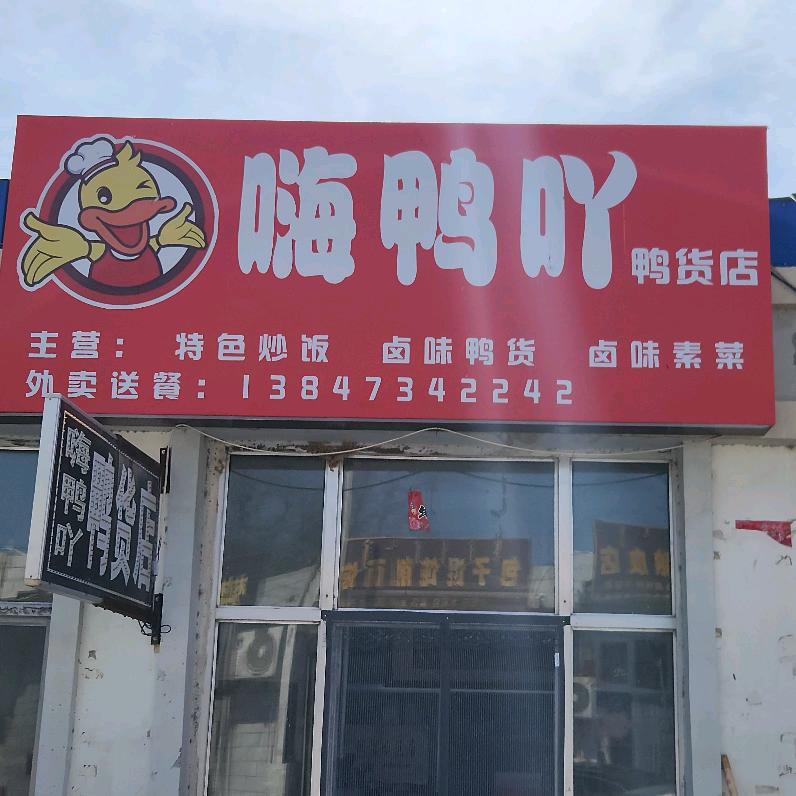 嗨鸭吖
鸭货店
主营： 特色炒饭 卤味鸭货 卤味素菜
外卖送餐：13847342242
嗨鸭吖
鸭货店